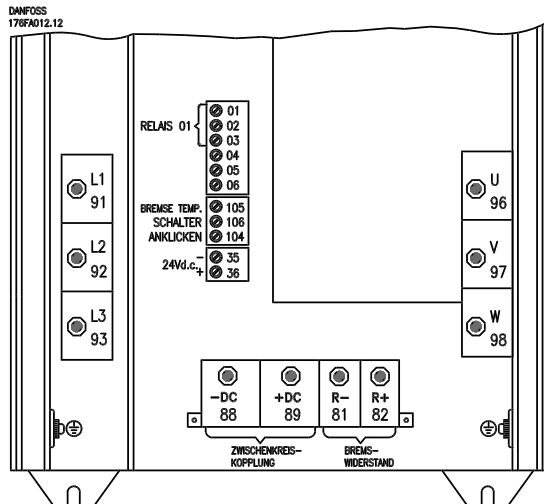 DANFOSS
176FA012.12
RELAIS 01
01
02
03
04
05
06
BREMSE TEMP.
SCHALTER
ANKLICKEN
105
106
104
24Vd.c.
-
+
35
36
L1
91
L2
92
L3
93
U
96
V
97
W
98
-DC
88
+DC
89
R-
81
R+
82
ZWISCHENKREIS-
KOPPLUNG
BREMS-
WIDERSTAND